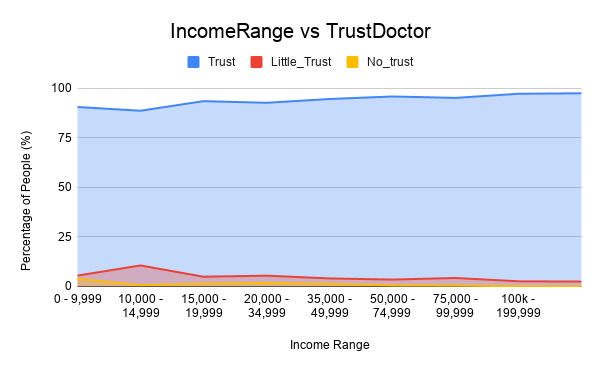 IncomeRange vs TrustDoctor
Trust Little_Trust No_trust
Percentage of People (%)
100
75
50
25
0
0 - 9,999 10,000 - 15,000 - 20,000 - 35,000 - 50,000 - 75,000 - 100k -
14,999 19,999 34,999 49,999 74,999 99,999 199,999
Income Range